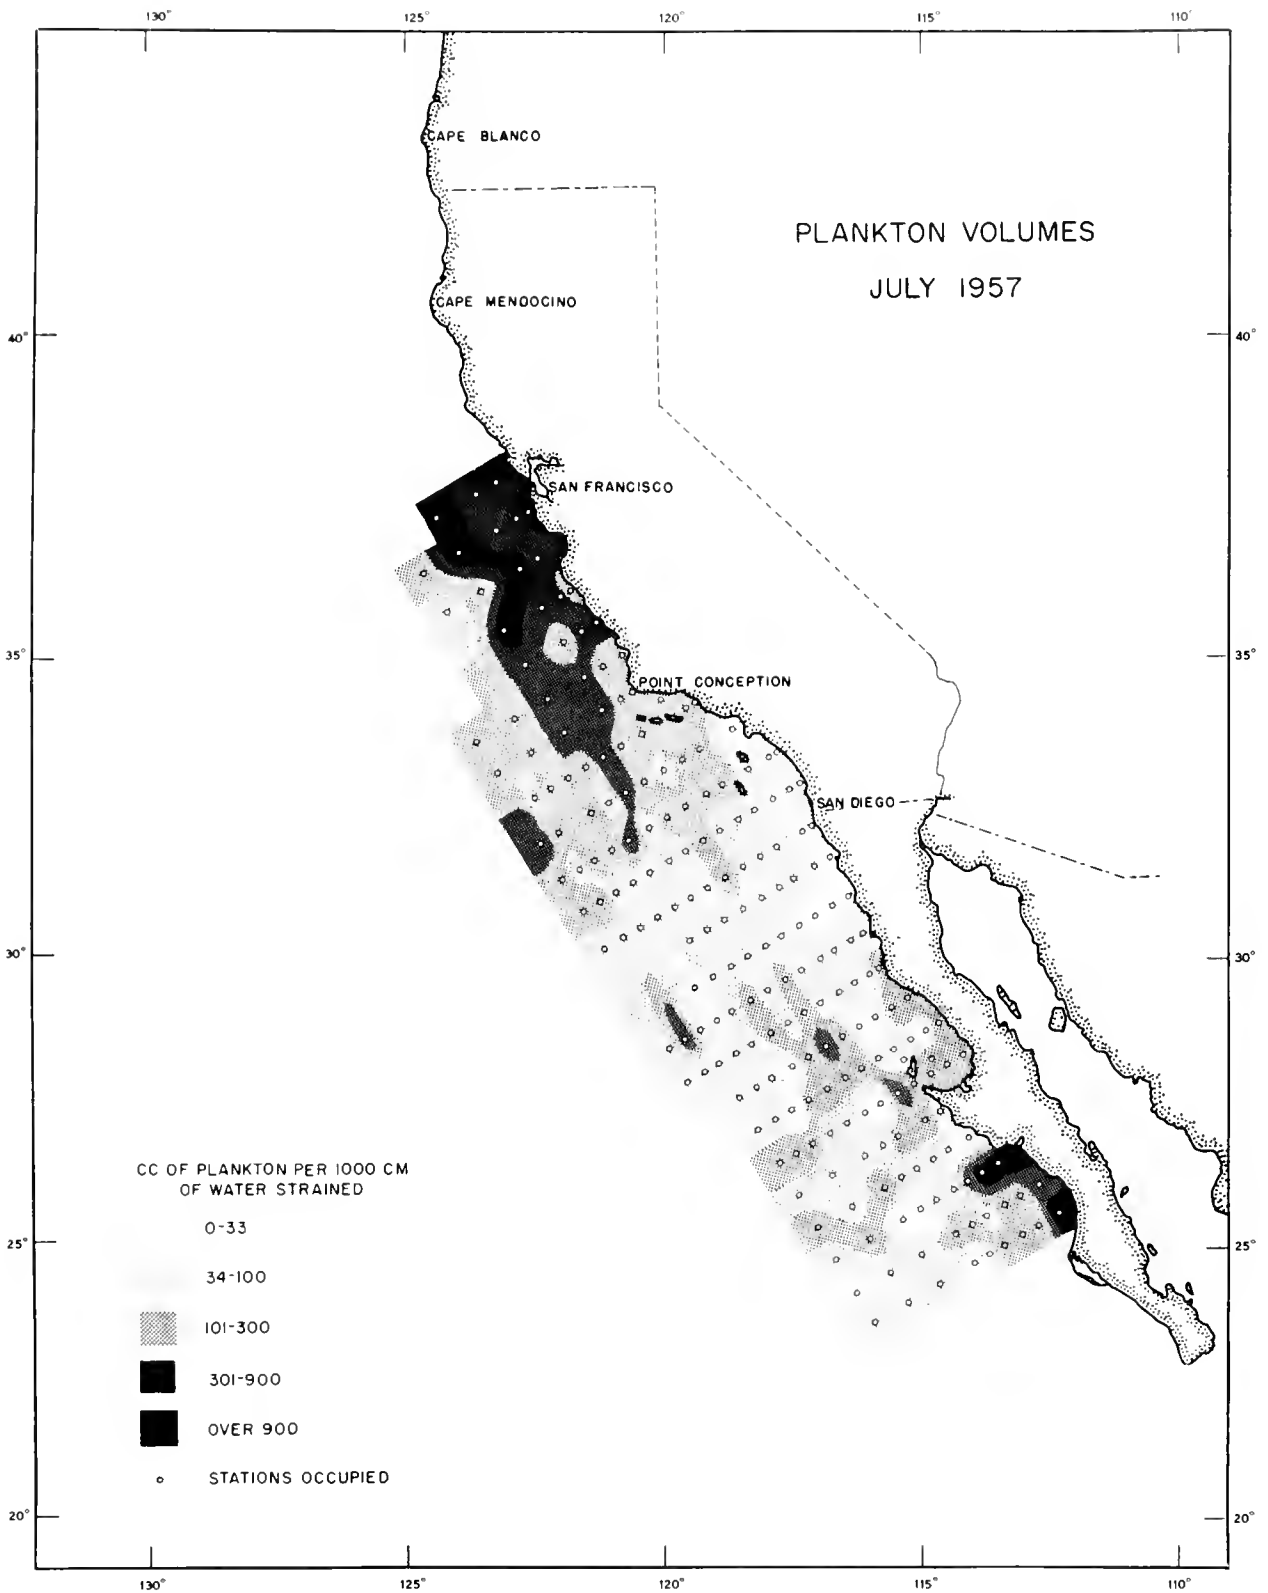 130° 125° 120° 115° 110°
CAPE BLANCO
PLANKTON VOLUMES
JULY 1957
CAPE MENDOCINO
40° 40°
SAN FRANCISCO
35° 35°
POINT CONCEPTION
SAN DIEGO
30° 30°
CC OF PLANKTON PER 1000 CM
OF WATER STRAINED
0-33
25° 25°
34-100
101-300
301-900
OVER 900
STATIONS OCCUPIED
20° 20°
130° 125° 120° 115° 110°